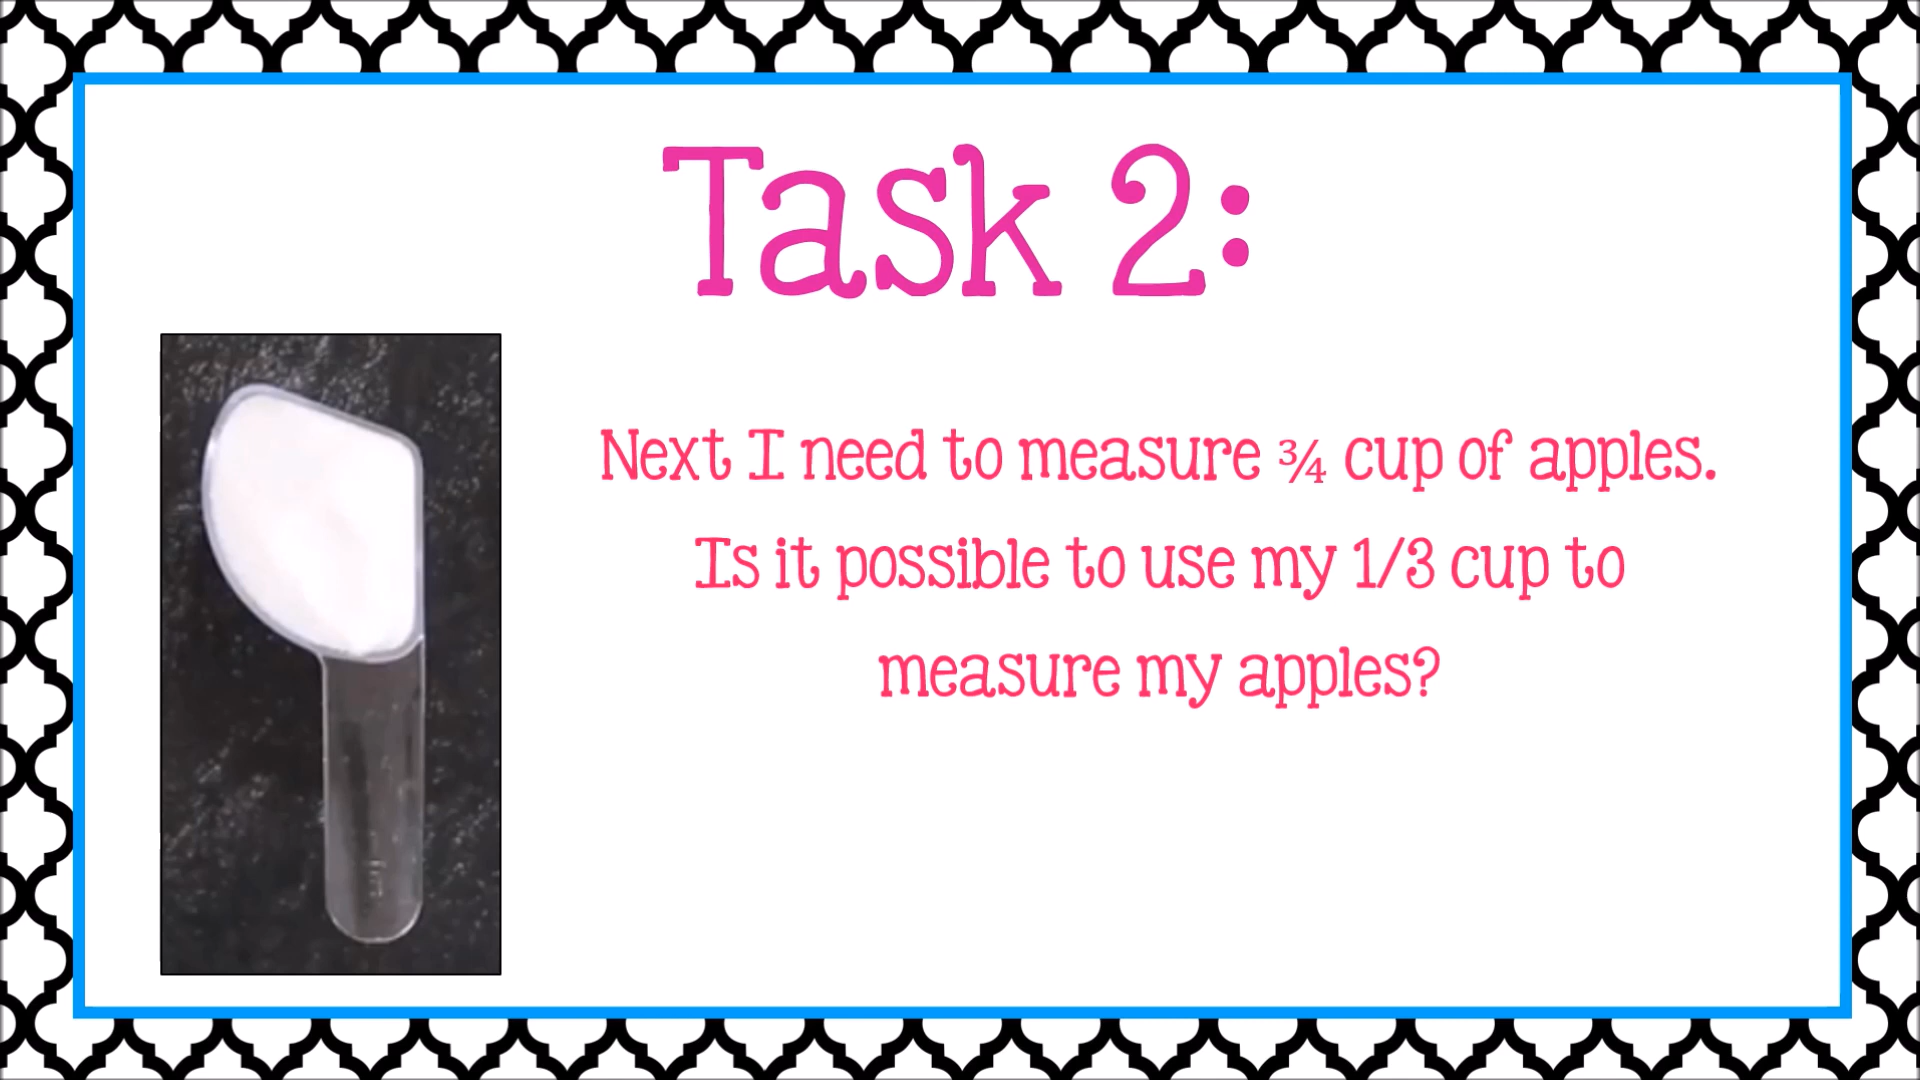 Task 2:
Next I need to measure ¾ cup of apples.
Is it possible to use my 1/3 cup to
measure my apples?